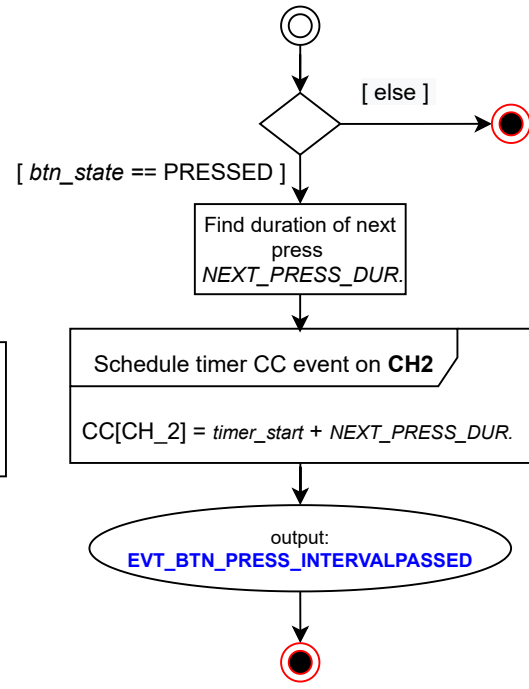 [ else ]
[ btn_state == PRESSED ]
Find duration of next
press
NEXT_PRESS_DUR.
Schedule timer CC event on CH2
CC[CH_2] = timer_start + NEXT_PRESS_DUR.
output:
EVT_BTN_PRESS_INTERVALPASSED